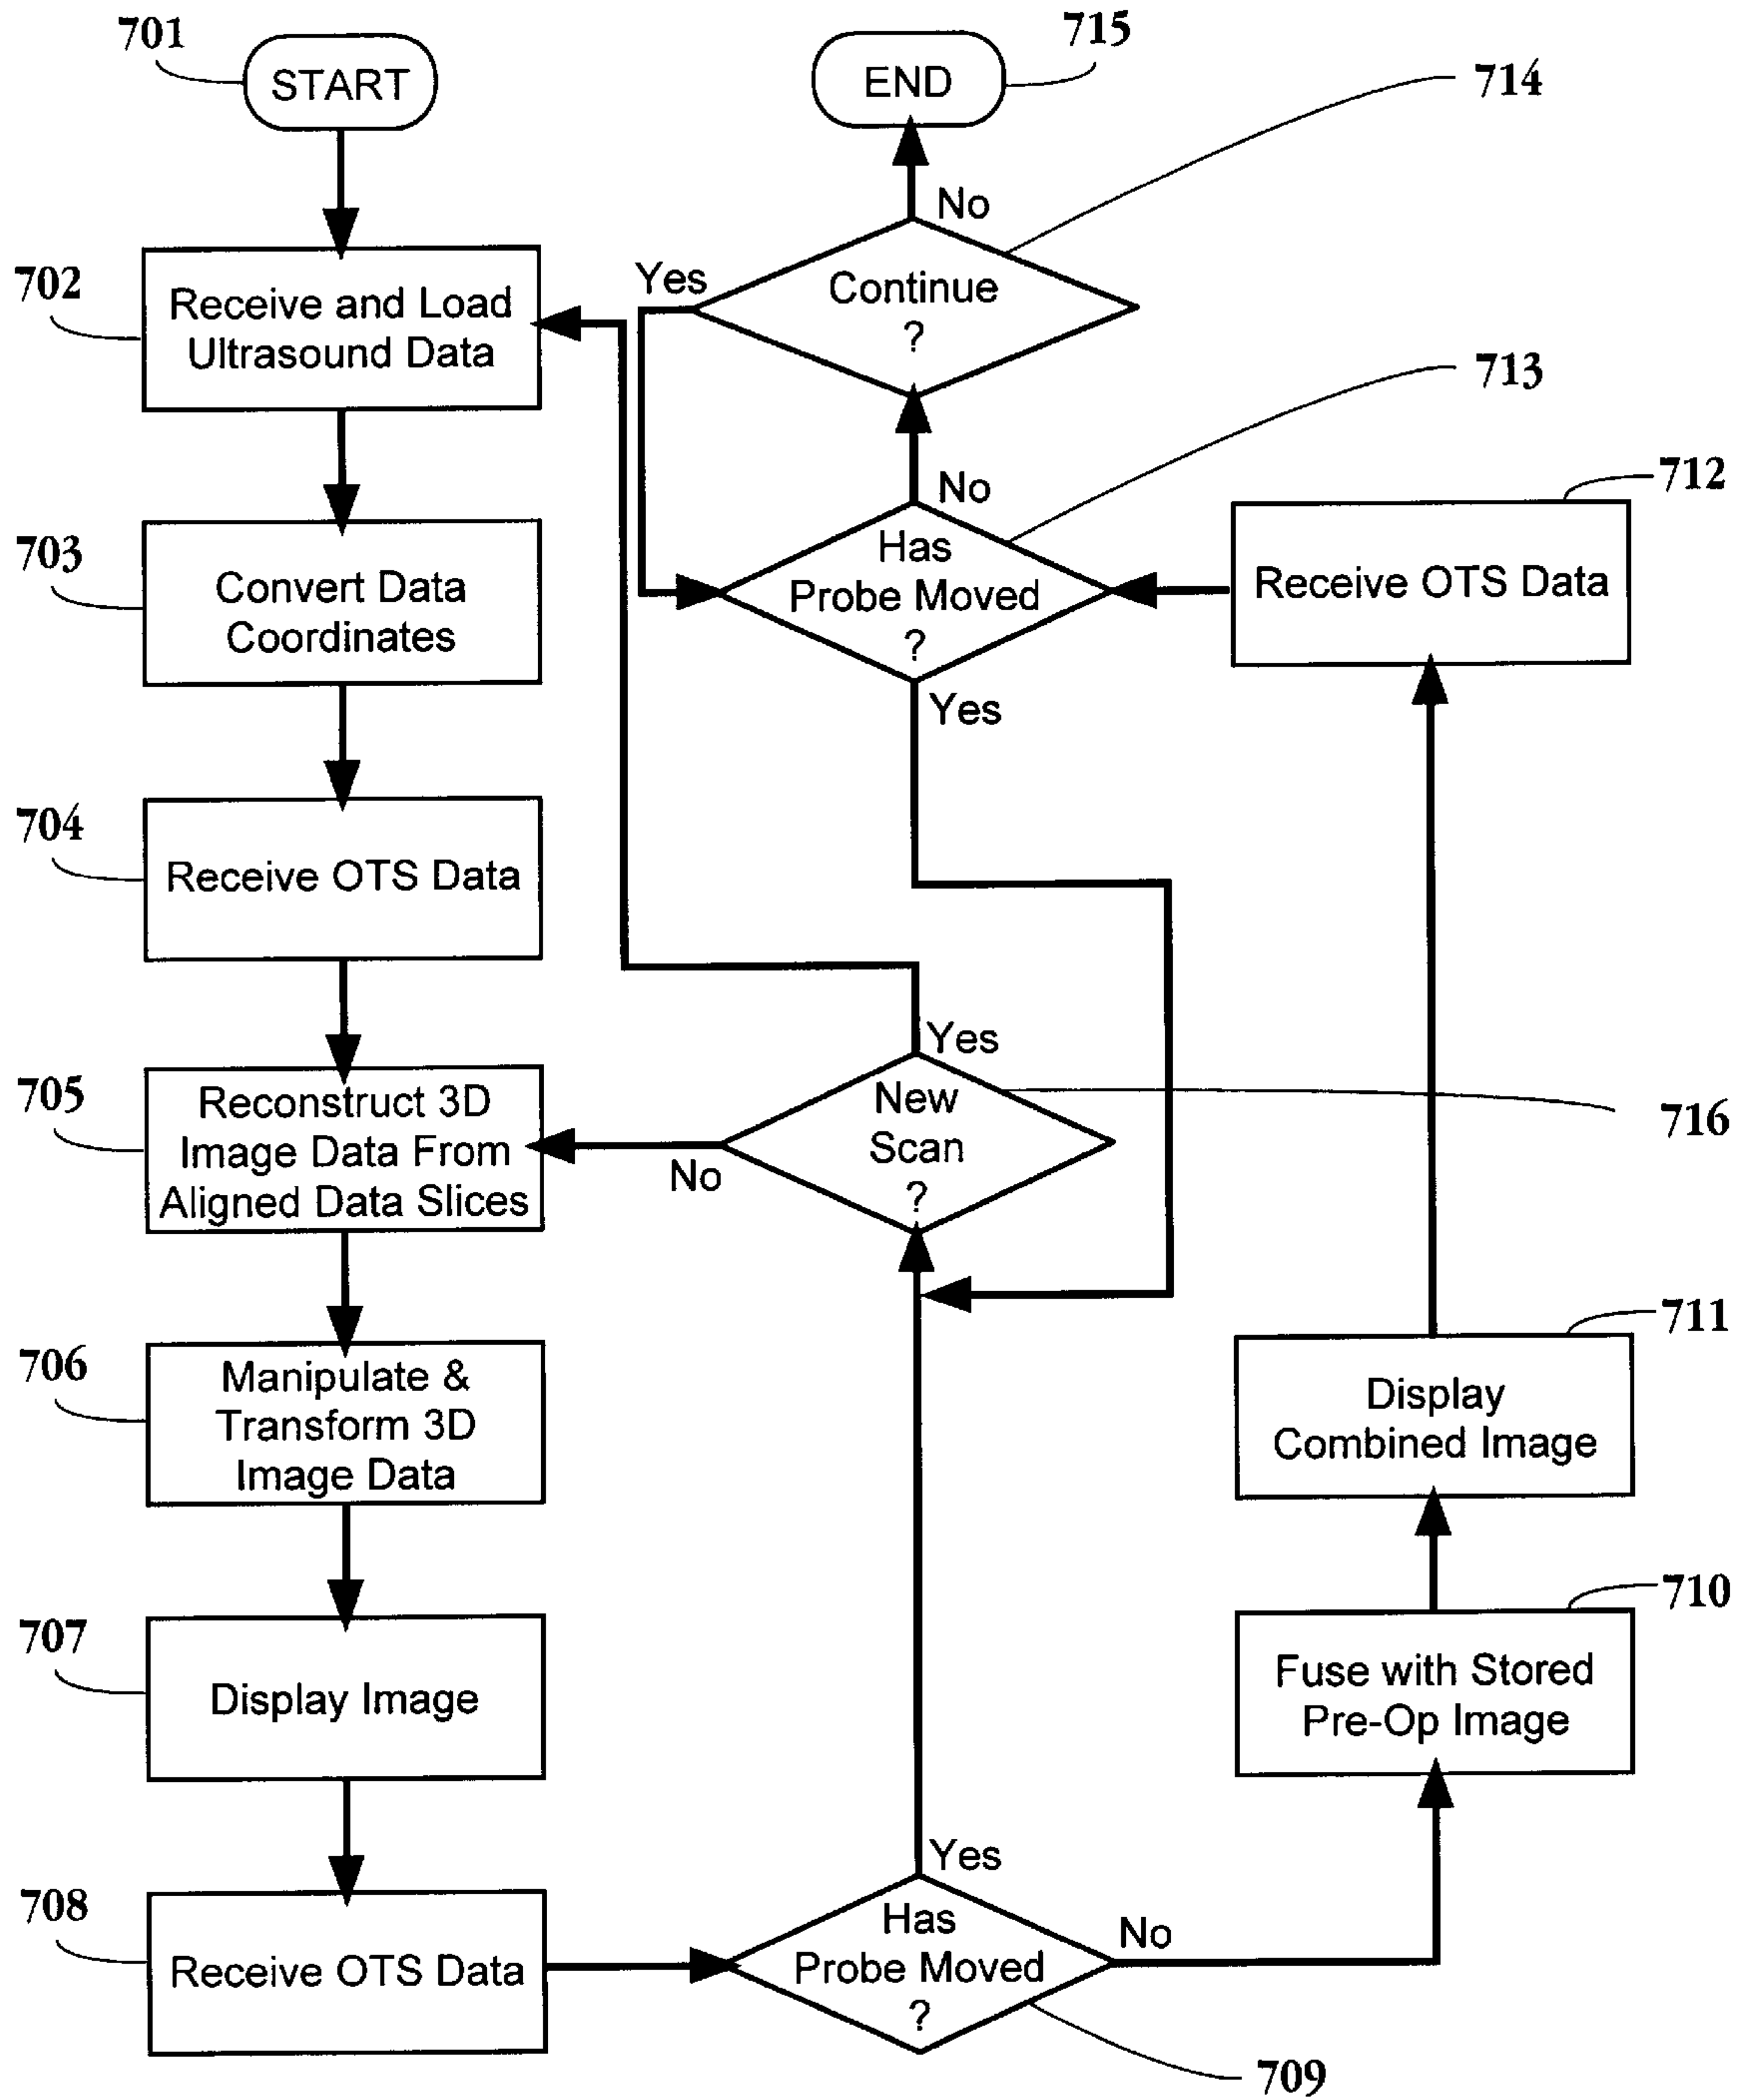 701
START
715
END
714
No
702
Receive and Load
Ultrasound Data
Yes
Continue
?
713
703
Convert Data
Coordinates
No
Has
Probe Moved
?
Yes
712
Receive OTS Data
704
Receive OTS Data
705
Reconstruct 3D
Image Data From
Aligned Data Slices
Yes
New
Scan
?
No
716
706
Manipulate &
Transform 3D
Image Data
711
Display
Combined Image
707
Display Image
710
Fuse with Stored
Pre-Op Image
708
Receive OTS Data
Yes
Has
Probe Moved
?
No
709